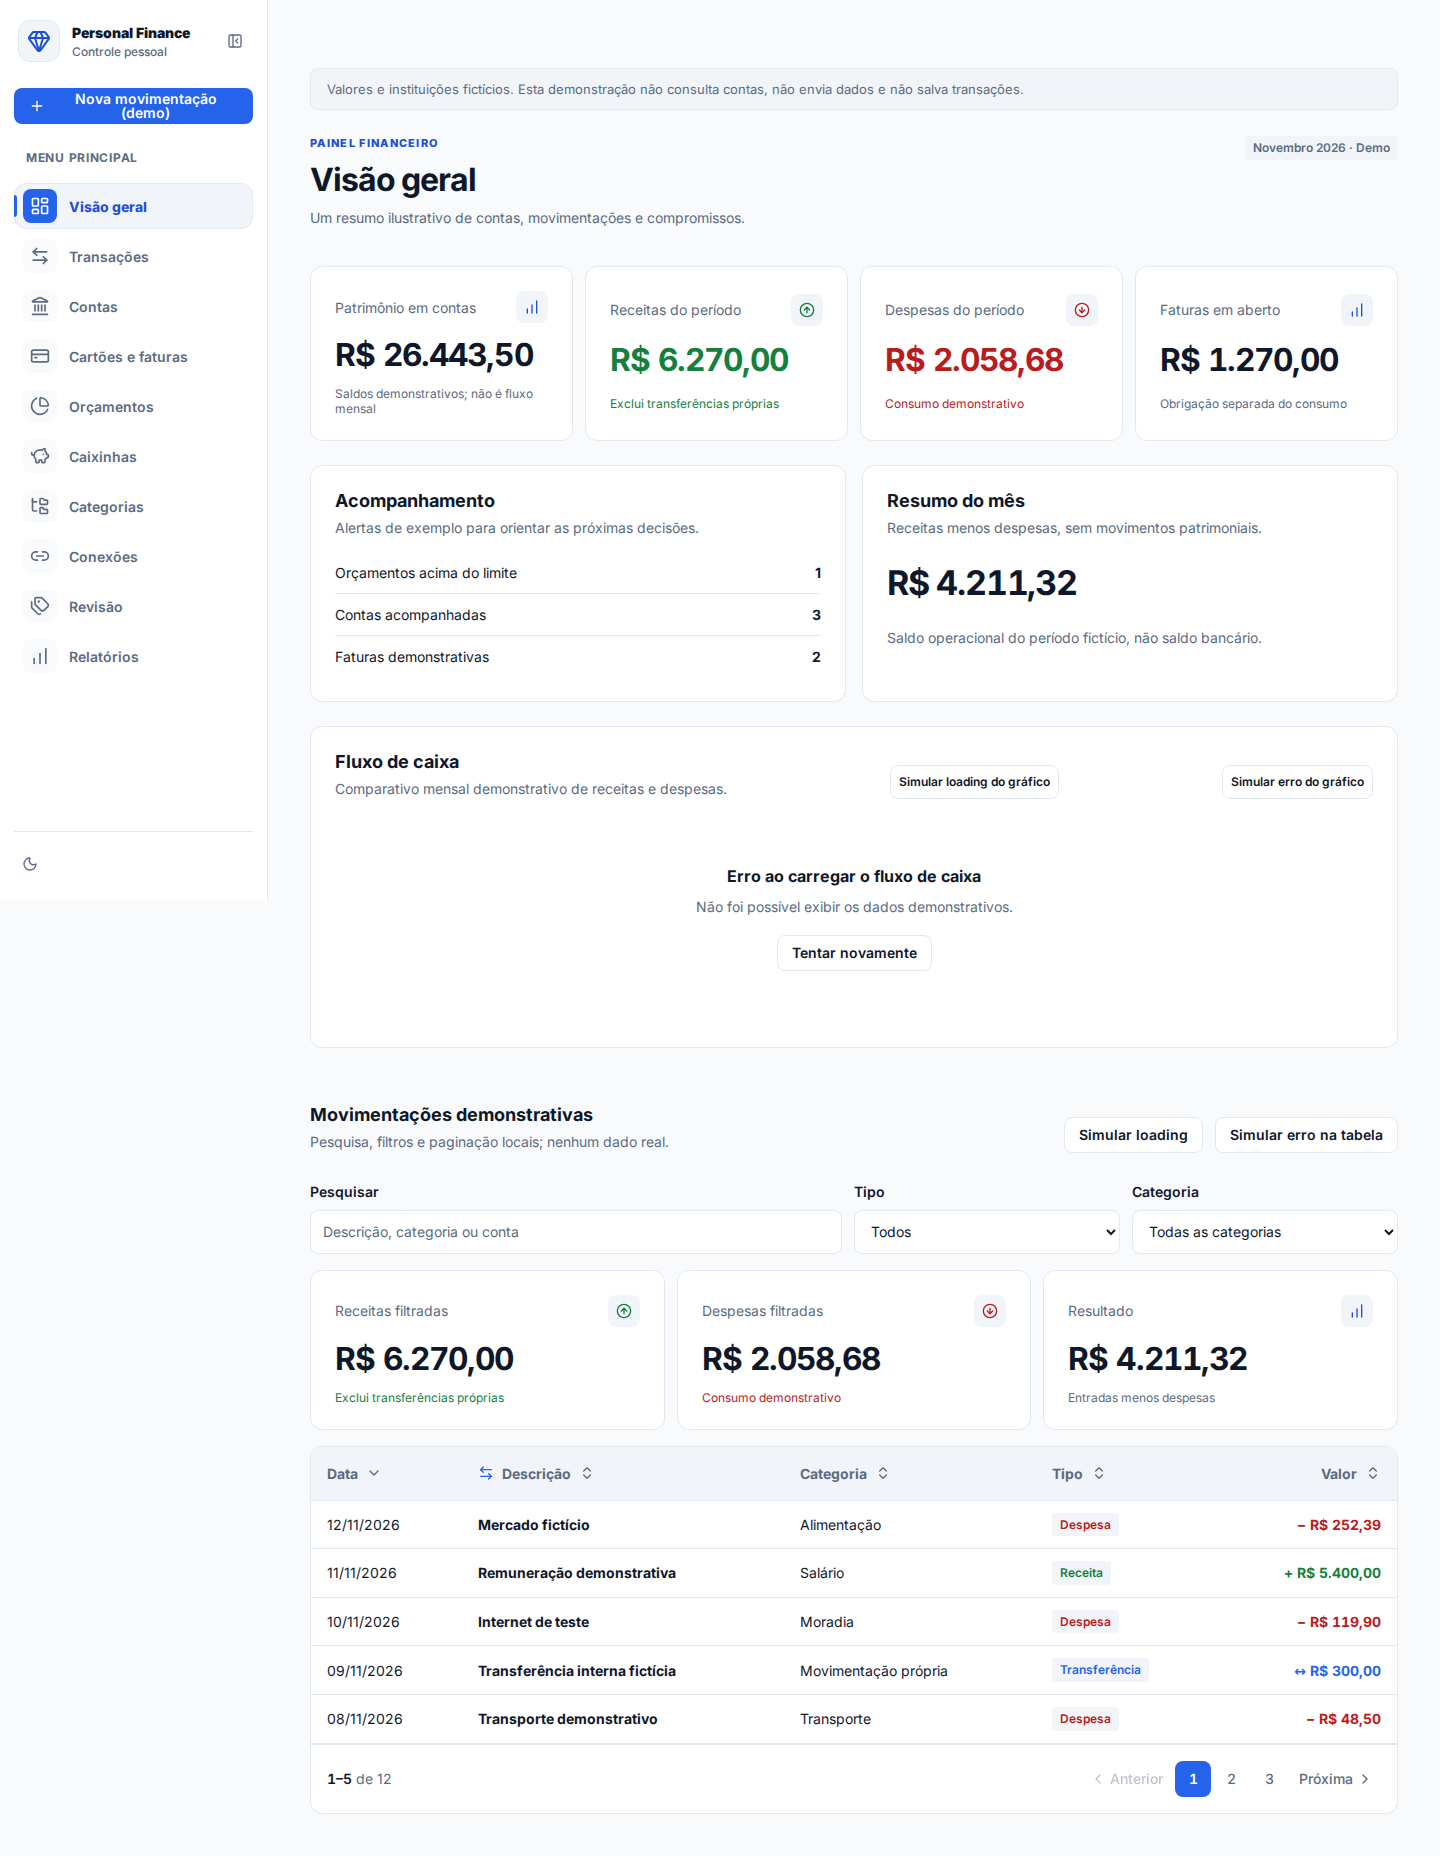 Personal Finance
Controle pessoal
Nova movimentação
(demo)
MENU PRINCIPAL
Visão geral
Transações
Contas
Cartões e faturas
Orçamentos
Caixinhas
Categorias
Conexões
Revisão
Relatórios
Valores e instituições fictícios. Esta demonstração não consulta contas, não envia dados e não salva transações.
PAINEL FINANCEIRO
Novembro 2026 · Demo
Visão geral
Um resumo ilustrativo de contas, movimentações e compromissos.
Patrimônio em contas
R$ 26.443,50
Saldos demonstrativos; não é fluxo
mensal
Receitas do período
R$ 6.270,00
Exclui transferências próprias
Despesas do período
R$ 2.058,68
Consumo demonstrativo
Faturas em aberto
R$ 1.270,00
Obrigação separada do consumo
Acompanhamento
Alertas de exemplo para orientar as próximas decisões.
Orçamentos acima do limite 1
Contas acompanhadas 3
Faturas demonstrativas 2
Resumo do mês
Receitas menos despesas, sem movimentos patrimoniais.
R$ 4.211,32
Saldo operacional do período fictício, não saldo bancário.
Fluxo de caixa
Comparativo mensal demonstrativo de receitas e despesas.
Simular loading do gráfico
Simular erro do gráfico
Erro ao carregar o fluxo de caixa
Não foi possível exibir os dados demonstrativos.
Tentar novamente
Movimentações demonstrativas
Pesquisa, filtros e paginação locais; nenhum dado real.
Simular loading
Simular erro na tabela
Pesquisar
Descrição, categoria ou conta
Tipo
Todos
Categoria
Todas as categorias
Receitas filtradas
R$ 6.270,00
Exclui transferências próprias
Despesas filtradas
R$ 2.058,68
Consumo demonstrativo
Resultado
R$ 4.211,32
Entradas menos despesas
Data Descrição Categoria Tipo Valor
12/11/2026 Mercado fictício Alimentação Despesa − R$ 252,39
11/11/2026 Remuneração demonstrativa Salário Receita + R$ 5.400,00
10/11/2026 Internet de teste Moradia Despesa − R$ 119,90
09/11/2026 Transferência interna fictícia Movimentação própria Transferência ↔ R$ 300,00
08/11/2026 Transporte demonstrativo Transporte Despesa − R$ 48,50
1–5 de 12
Anterior 1 2 3 Próxima